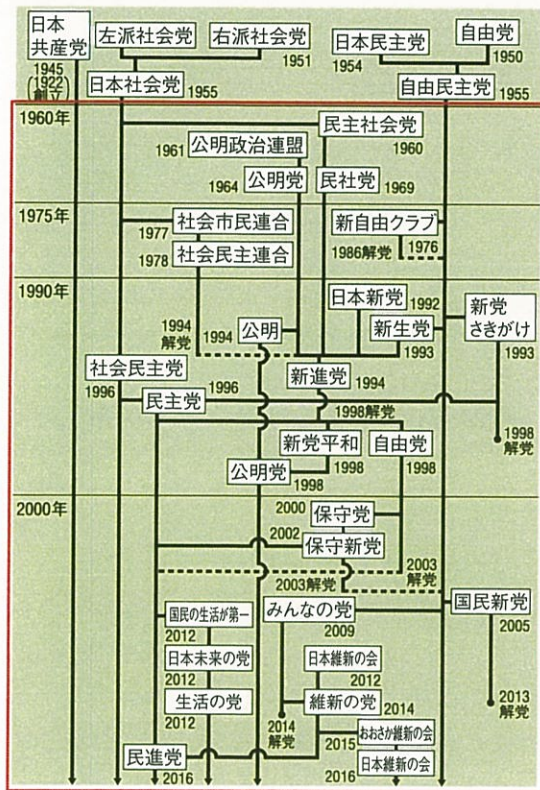 日本
共産党
1945
(1922
創立)
左派社会党
右派社会党
1951
日本社会党
1955
日本民主党
1954
自由党
1950
自由民主党
1955
1960年
民主社会党
1960
公明政治連盟
1961
公明党
1964
民社党
1969
1975年
社会市民連合
1977
社会民主連合
1978
新自由クラブ
1986解党
1976
1990年
日本新党
1992
新党
さきがけ
1993
公明
1994
1994
解党
新生党
1993
新進党
1994
社会民主党
1996
民主党
1996
1998解党
1998
解党
新党平和
1998
自由党
1998
公明党
1998
2000年
保守党
2000
保守新党
2002
2003解党
2003
解党
国民の生活が第一
2012
みんなの党
2009
国民新党
2005
日本未来の党
2012
日本維新の会
2012
生活の党
2012
維新の党
2014
2014
解党
2013
解党
おおさか維新の会
2015
民進党
2016
日本維新の会
2016